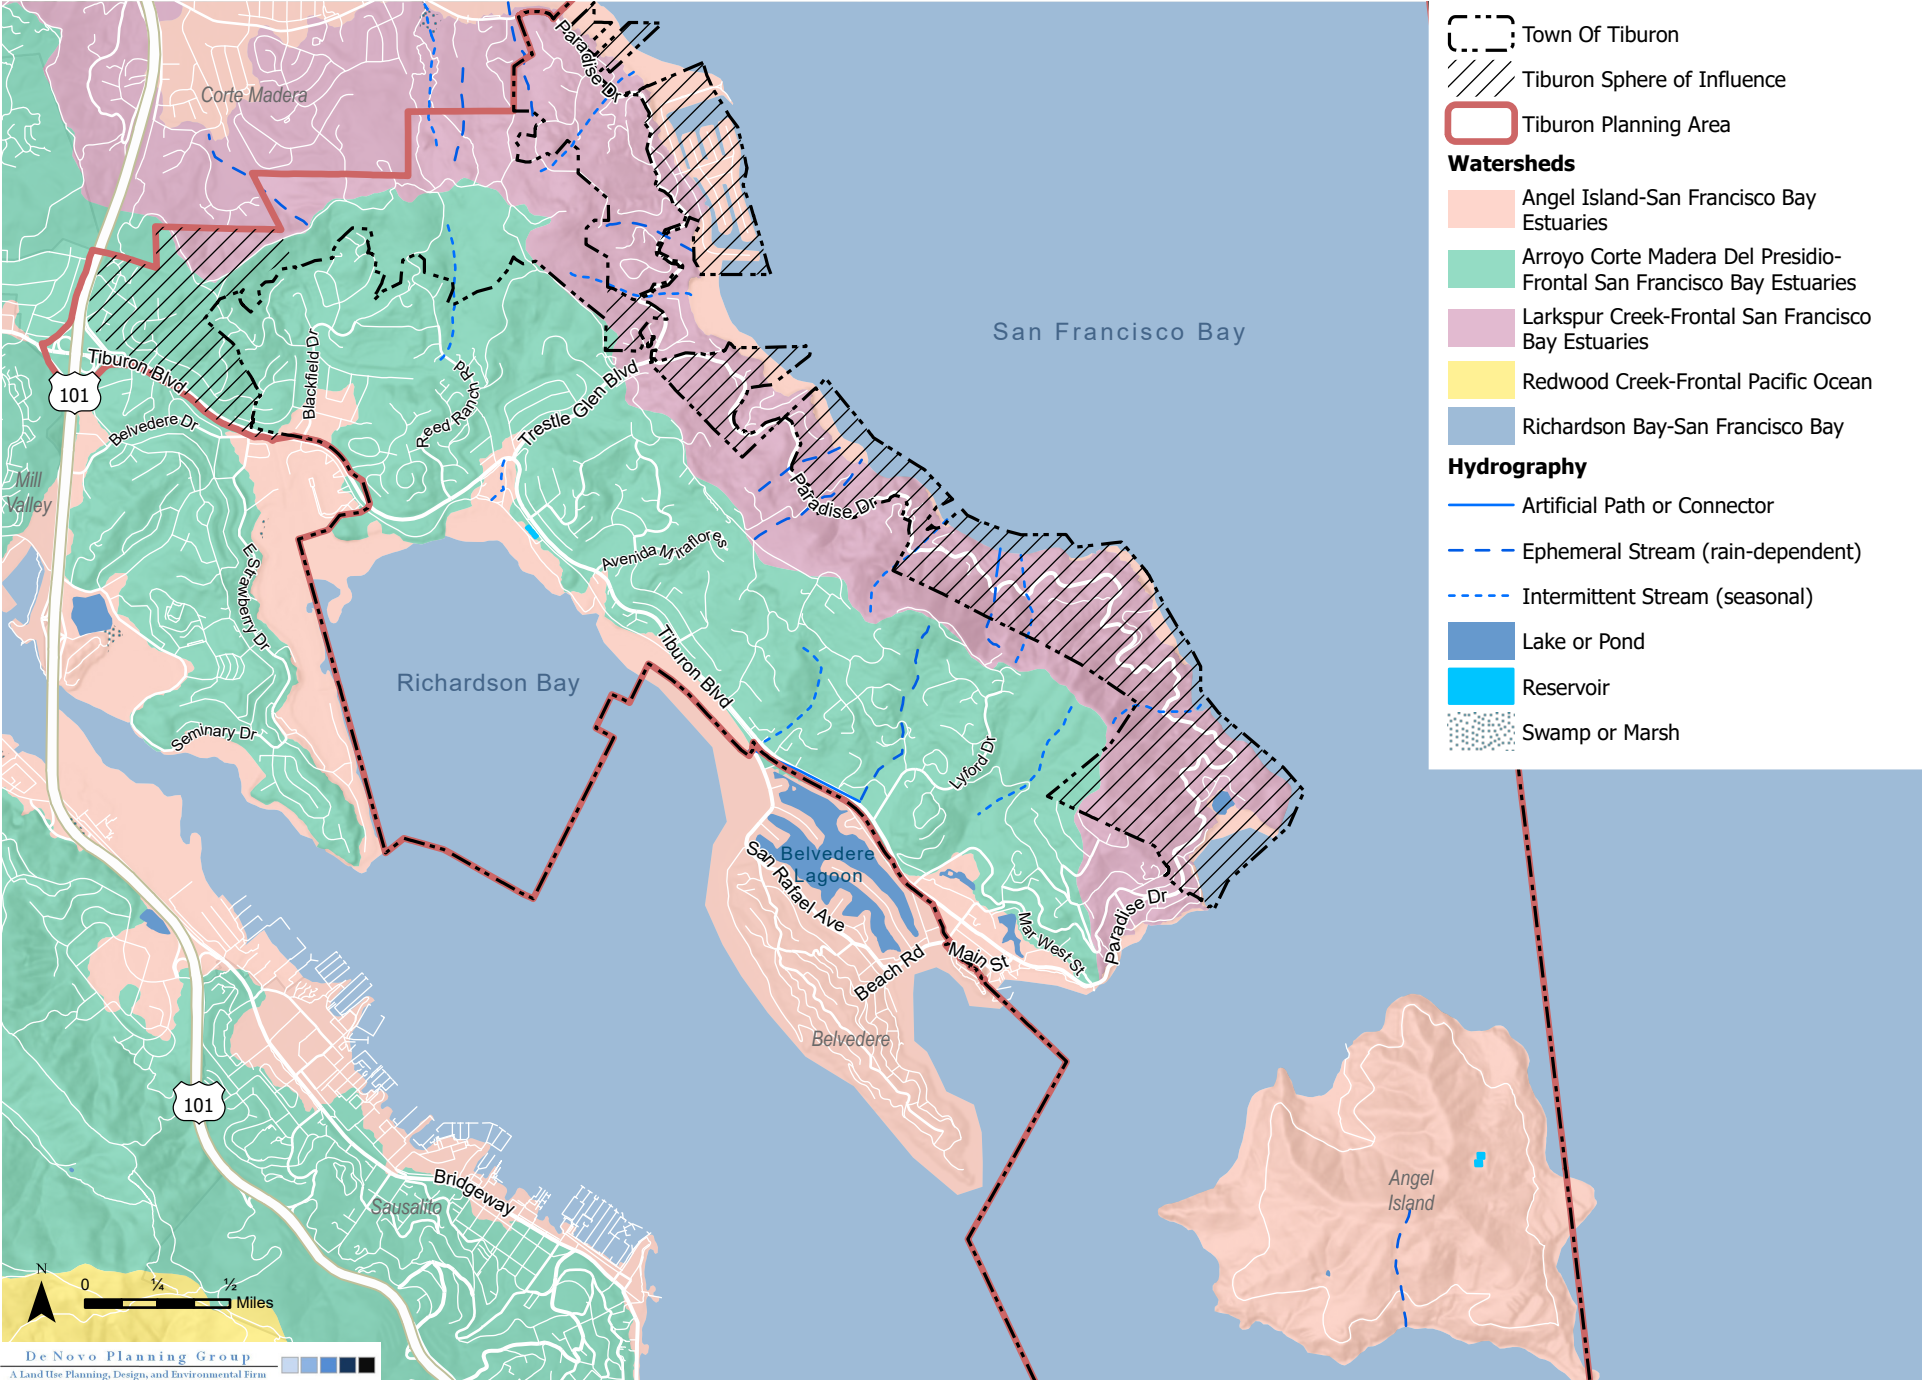 Town Of Tiburon
Tiburon Sphere of Influence
Tiburon Planning Area
Watersheds
Angel Island-San Francisco Bay
Estuaries
Arroyo Corte Madera Del Presidio-
Frontal San Francisco Bay Estuaries
Larkspur Creek-Frontal San Francisco
Bay Estuaries
Redwood Creek-Frontal Pacific Ocean
Richardson Bay-San Francisco Bay
Hydrography
Artificial Path or Connector
Ephemeral Stream (rain-dependent)
Intermittent Stream (seasonal)
Lake or Pond
Reservoir
Swamp or Marsh
Paradise Dr
Corte Madera
San Francisco Bay
Tiburon Blvd
101
Blackfield Dr
Reed Ranch Rd
Trestle Glen Blvd
Belvedere Dr
Mill
Valley
Paradise Dr
E Strawberry Dr
Avenida Miraflores
Tiburon Blvd
Richardson Bay
Seminary Dr
Lyford Dr
Belvedere
Lagoon
San Rafael Ave
Paradise Dr
Mar West St
Main St
Beach Rd
Belvedere
101
Angel
Island
Bridgeway
Sausalito
N
0
¼
½
Miles
De Novo Planning Group
A Land Use Planning, Design, and Environmental Firm